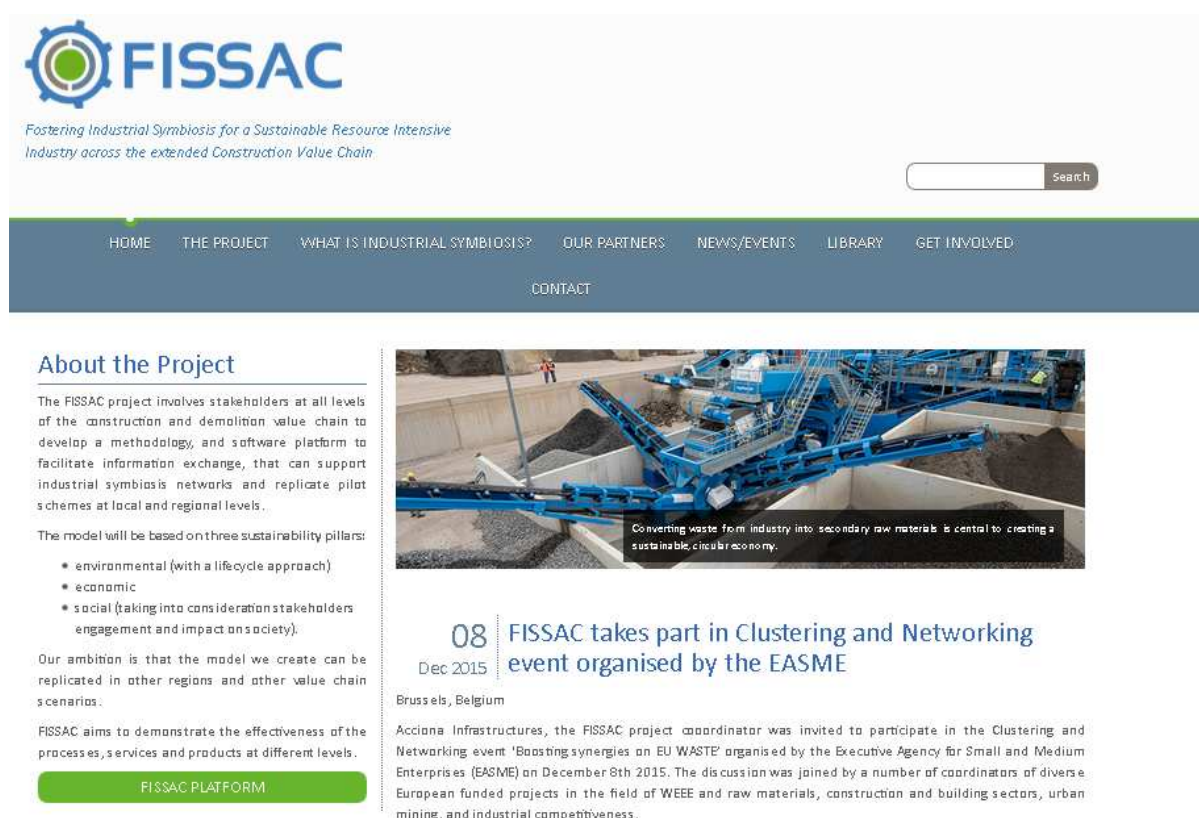 FISSAC
Fostering Industrial Symbiosis for a Sustainable Resource Intensive
Industry across the extended Construction Value Chain
Search
HOME
THE PROJECT
WHAT IS INDUSTRIAL SYMBIOSIS?
OUR PARTNERS
NEWS/EVENTS
LIBRARY
GET INVOLVED
CONTACT
About the Project
The FISSAC project involves stakeholders at all levels
of the construction and demolition value chain to
develop a methodology, and software platform to
facilitate information exchange, that can support
industrial symbiosis networks and replicate pilot
schemes at local and regional levels.
The model will be based on three sustainability pillars:
environmental (with a lifecycle approach)
economic
social (taking into consideration stakeholders
engagement and impact on society).
Our ambition is that the model we create can be
replicated in other regions and other value chain
scenarios.
FISSAC aims to demonstrate the effectiveness of the
processes, services and products at different levels.
FISSAC PLATFORM
Converting waste from industry into secondary raw materials is central to creating a
sustainable, circular economy.
08
Dec 2015
FISSAC takes part in Clustering and Networking
event organised by the EASME
Brussels, Belgium
Acciona Infrastructures, the FISSAC project coordinator was invited to participate in the Clustering and
Networking event 'Boosting synergies on EU WASTE' organised by the Executive Agency for Small and Medium
Enterprises (EASME) on December 8th 2015. The discussion was joined by a number of coordinators of diverse
European funded projects in the field of WEEE and raw materials, construction and building sectors, urban
mining, and industrial competitiveness.